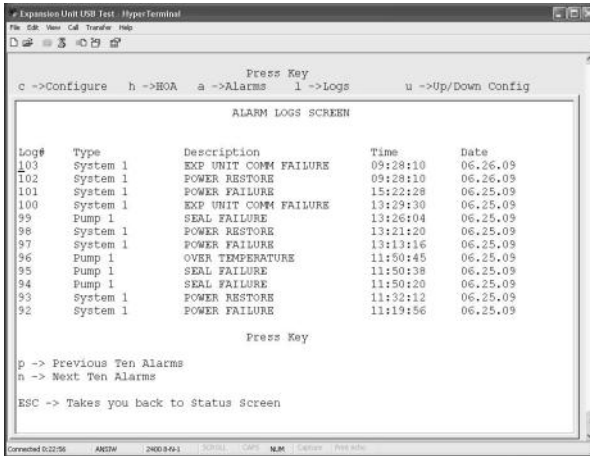 Expansion Unit USB Test - HyperTerminal
File Edit View Call Transfer Help
Press Key
c ->Configure h ->HOA a ->Alarms l ->Logs u ->Up/Down Config
ALARM LOGS SCREEN
Log# Type Description Time Date
103 System 1 EXP UNIT COMM FAILURE 09:28:10 06.26.09
102 System 1 POWER RESTORE 09:28:10 06.26.09
101 System 1 POWER FAILURE 15:22:28 06.25.09
100 System 1 EXP UNIT COMM FAILURE 13:29:30 06.25.09
99 Pump 1 SEAL FAILURE 13:26:04 06.25.09
98 System 1 POWER RESTORE 13:21:20 06.25.09
97 System 1 POWER FAILURE 13:13:16 06.25.09
96 Pump 1 OVER TEMPERATURE 11:50:45 06.25.09
95 Pump 1 SEAL FAILURE 11:50:38 06.25.09
94 Pump 1 SEAL FAILURE 11:50:20 06.25.09
93 System 1 POWER RESTORE 11:32:12 06.25.09
92 System 1 POWER FAILURE 11:19:56 06.25.09
Press Key
p -> Previous Ten Alarms
n -> Next Ten Alarms
ESC -> Takes you back to Status Screen
Connected 0:22:56 ANSIW 2400 8-N-1 SCROLL CAPS NUM Capture Print echo